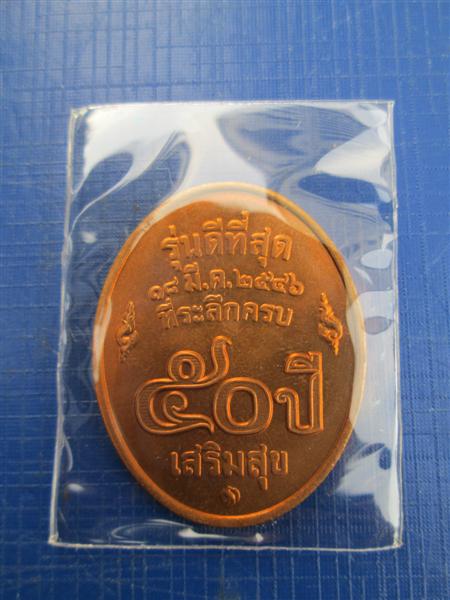 รุ่นดีที่สุด
๑๘ มี.ค.๒๕๔๖
ที่ระลึกครบ
๕๐ปี
เสริมสุข
๑